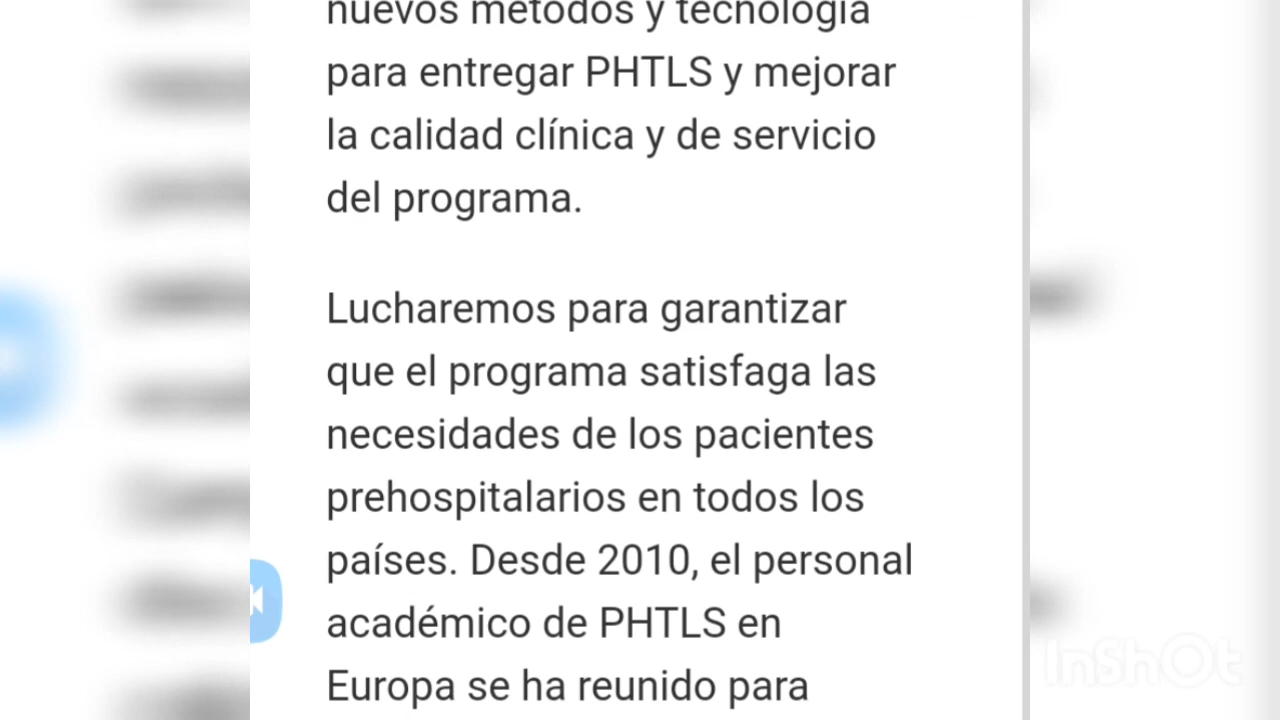 nuevos métodos y tecnología
para entregar PHTLS y mejorar
la calidad clínica y de servicio
del programa.
Lucharemos para garantizar
que el programa satisfaga las
necesidades de los pacientes
prehospitalarios en todos los
países. Desde 2010, el personal
académico de PHTLS en
Europa se ha reunido para
InShOt